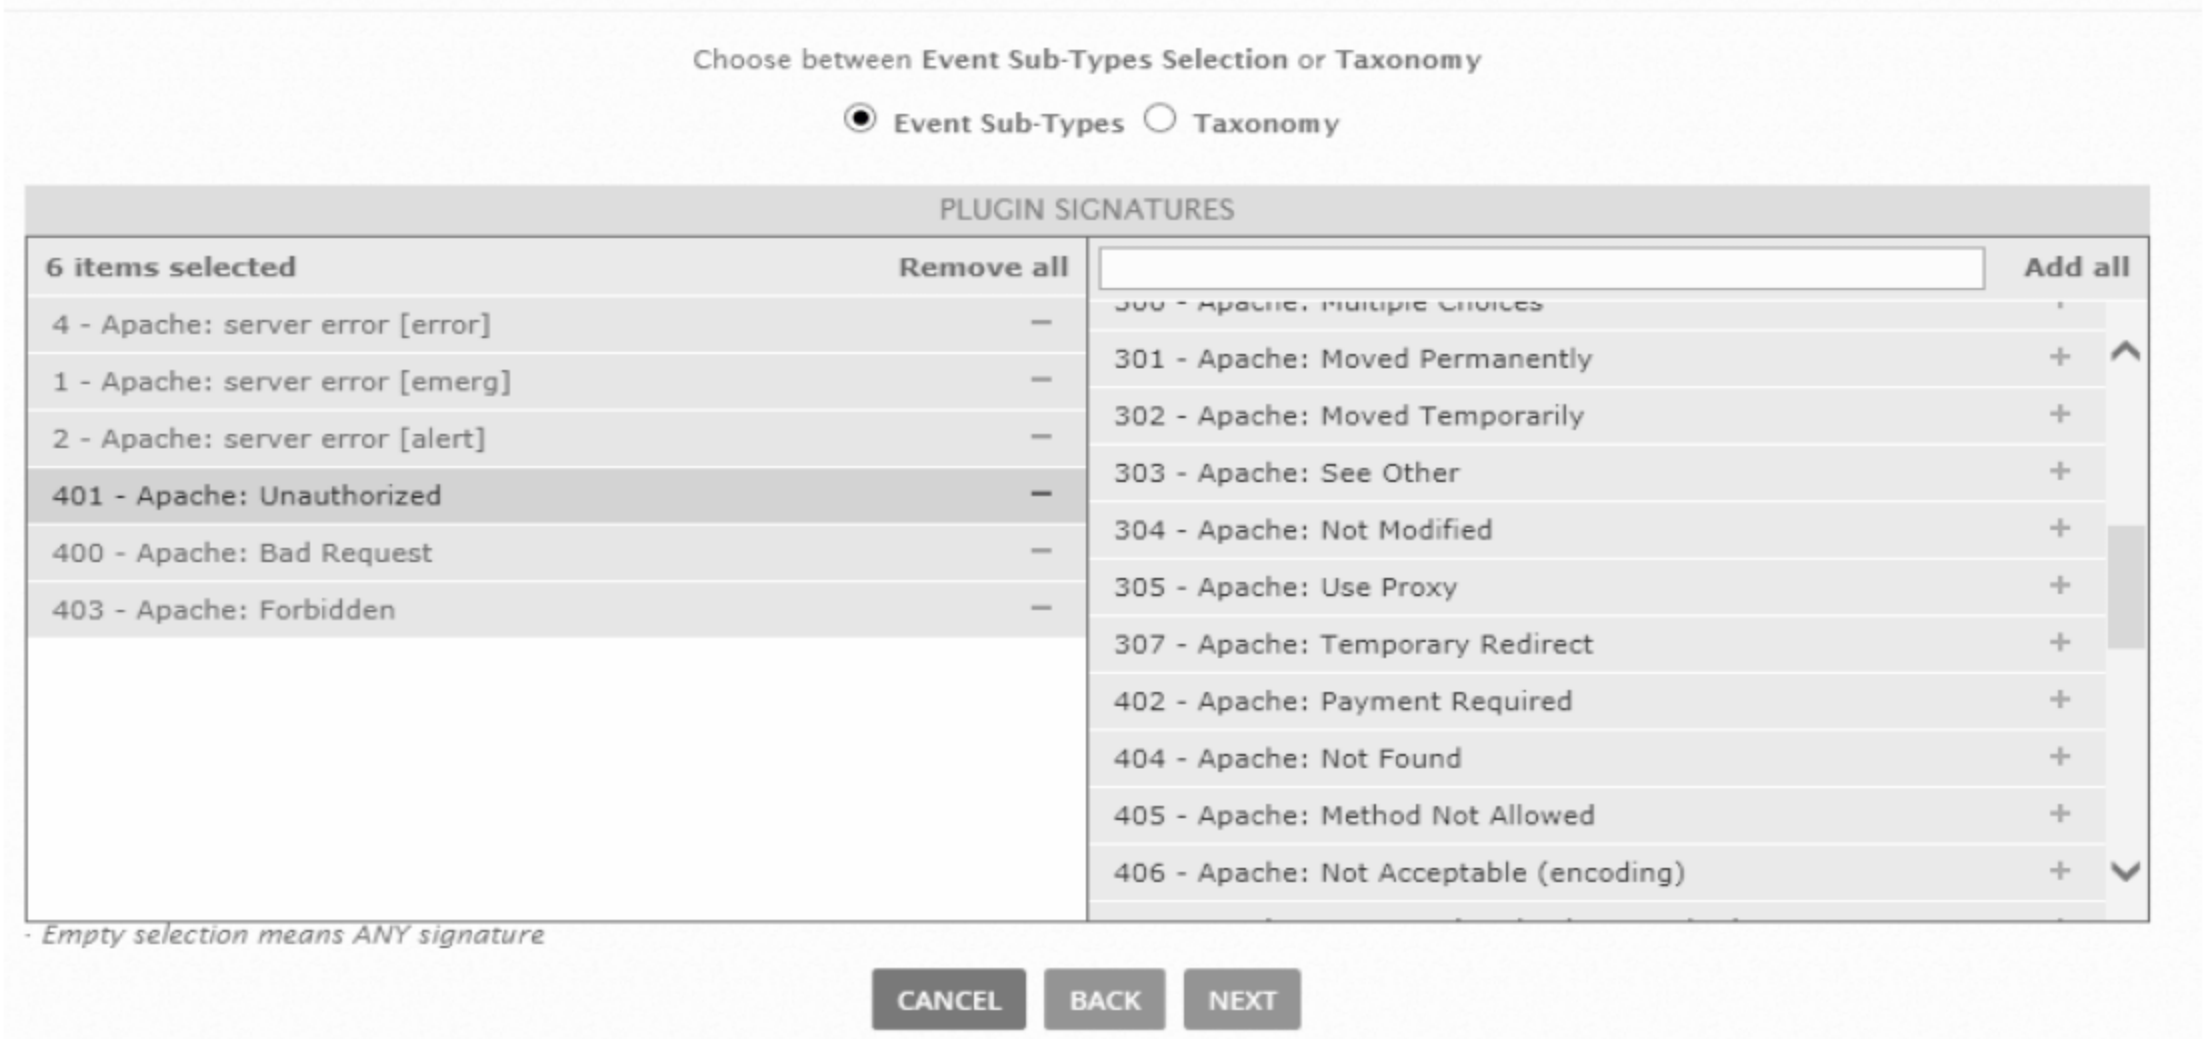 Choose between Event Sub-Types Selection or Taxonomy
Event Sub-Types Taxonomy
PLUGIN SIGNATURES
6 items selected Remove all
4 - Apache: server error [error]
1 - Apache: server error [emerg]
2 - Apache: server error [alert]
401 - Apache: Unauthorized
400 - Apache: Bad Request
403 - Apache: Forbidden
Add all
300 - Apache: Multiple Choices
301 - Apache: Moved Permanently
302 - Apache: Moved Temporarily
303 - Apache: See Other
304 - Apache: Not Modified
305 - Apache: Use Proxy
307 - Apache: Temporary Redirect
402 - Apache: Payment Required
404 - Apache: Not Found
405 - Apache: Method Not Allowed
406 - Apache: Not Acceptable (encoding)
- Empty selection means ANY signature
CANCEL BACK NEXT